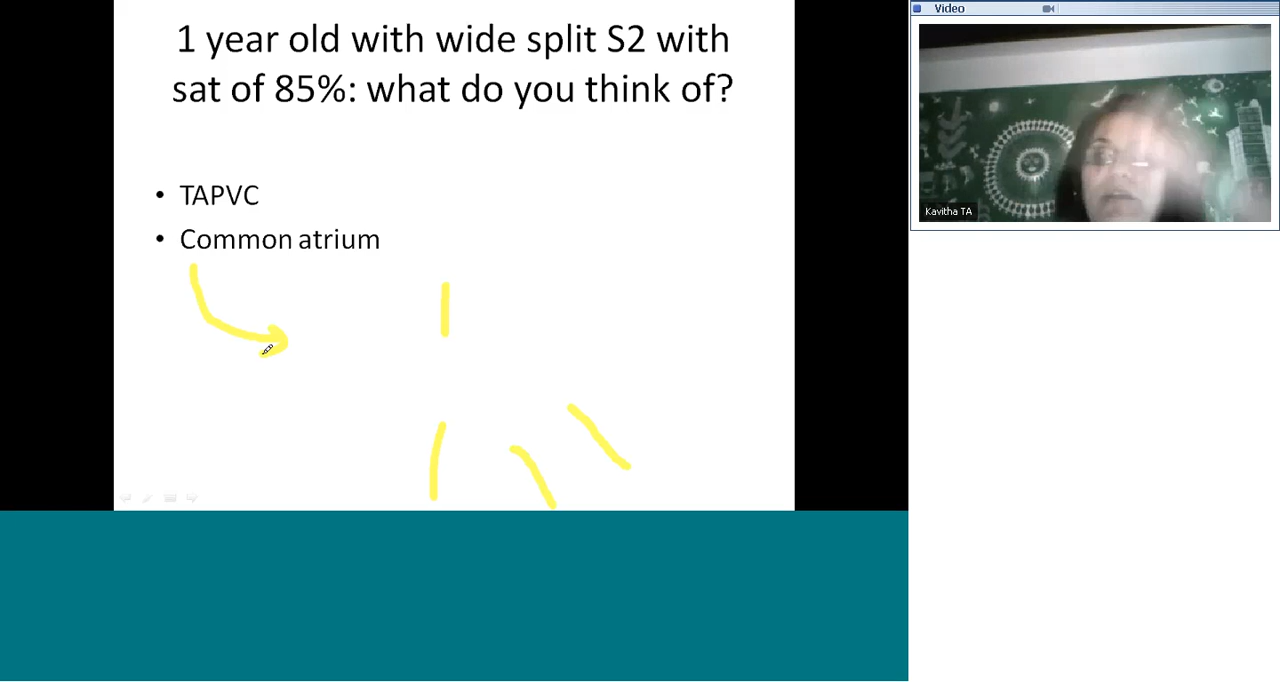 1 year old with wide split S2 with
sat of 85%: what do you think of?
• TAPVC
• Common atrium
Video
Kavitha TA